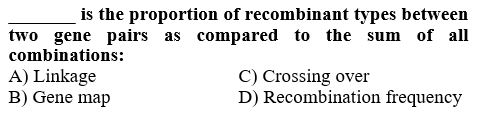 ________ is the proportion of recombinant types between
two gene pairs as compared to the sum of all
combinations:
A) Linkage C) Crossing over
B) Gene map D) Recombination frequency